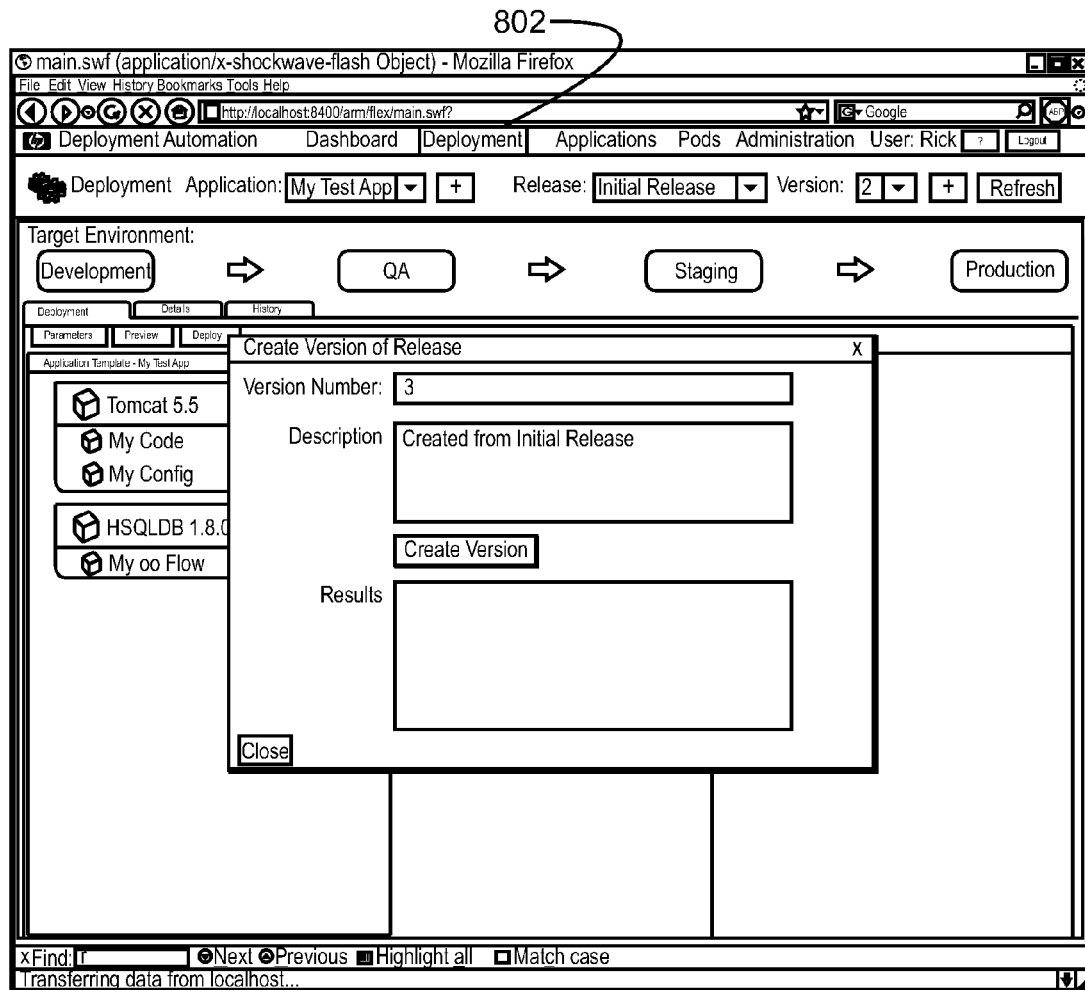 802
main.swf (application/x-shockwave-flash Object) - Mozilla Firefox
File Edit View History Bookmarks Tools Help
http://localhost:8400/arm/flex/main.swf?
G Google
ABP
hp Deployment Automation Dashboard Deployment Applications Pods Administration User: Rick ? Logout
Deployment Application: My Test App + Release: Initial Release Version: 2 + Refresh
Target Environment:
Development QA Staging Production
Deployment Details History
Parameters Preview Deploy
Application Template - My Test App
Tomcat 5.5
My Code
My Config
HSQLDB 1.8.0
My oo Flow
Create Version of Release X
Version Number: 3
Description Created from Initial Release
Create Version
Results
Close
x Find: r Next Previous Highlight all Match case
Transferring data from localhost...